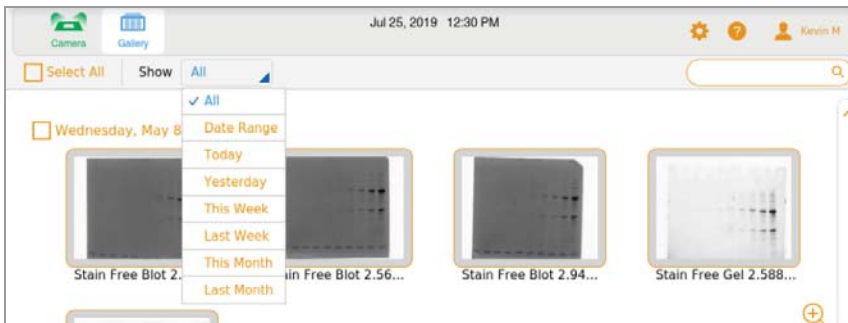 Jul 25, 2019 12:30 PM
Camera
Gallery
Kevin M
Select All
Show
All
All
Date Range
Today
Yesterday
This Week
Last Week
This Month
Last Month
Wednesday, May 8
Stain Free Blot 2.
in Free Blot 2.56...
Stain Free Blot 2.94...
Stain Free Gel 2.588...